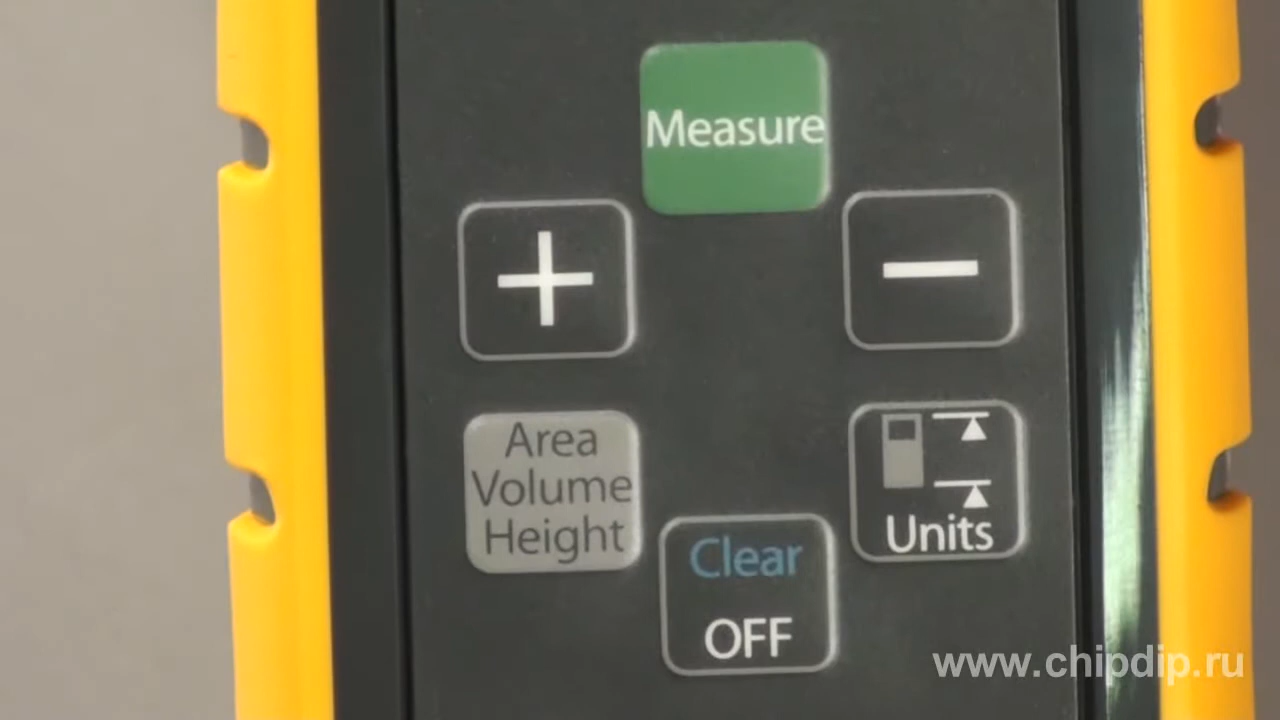 Measure
+
−
Area
Volume
Height
Units
Clear
OFF
www.chipdip.ru